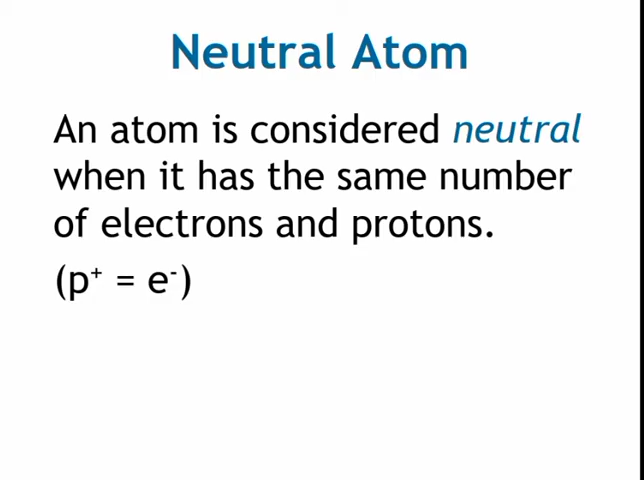 Neutral Atom
An atom is considered neutral
when it has the same number
of electrons and protons.
(p⁺ = e⁻)